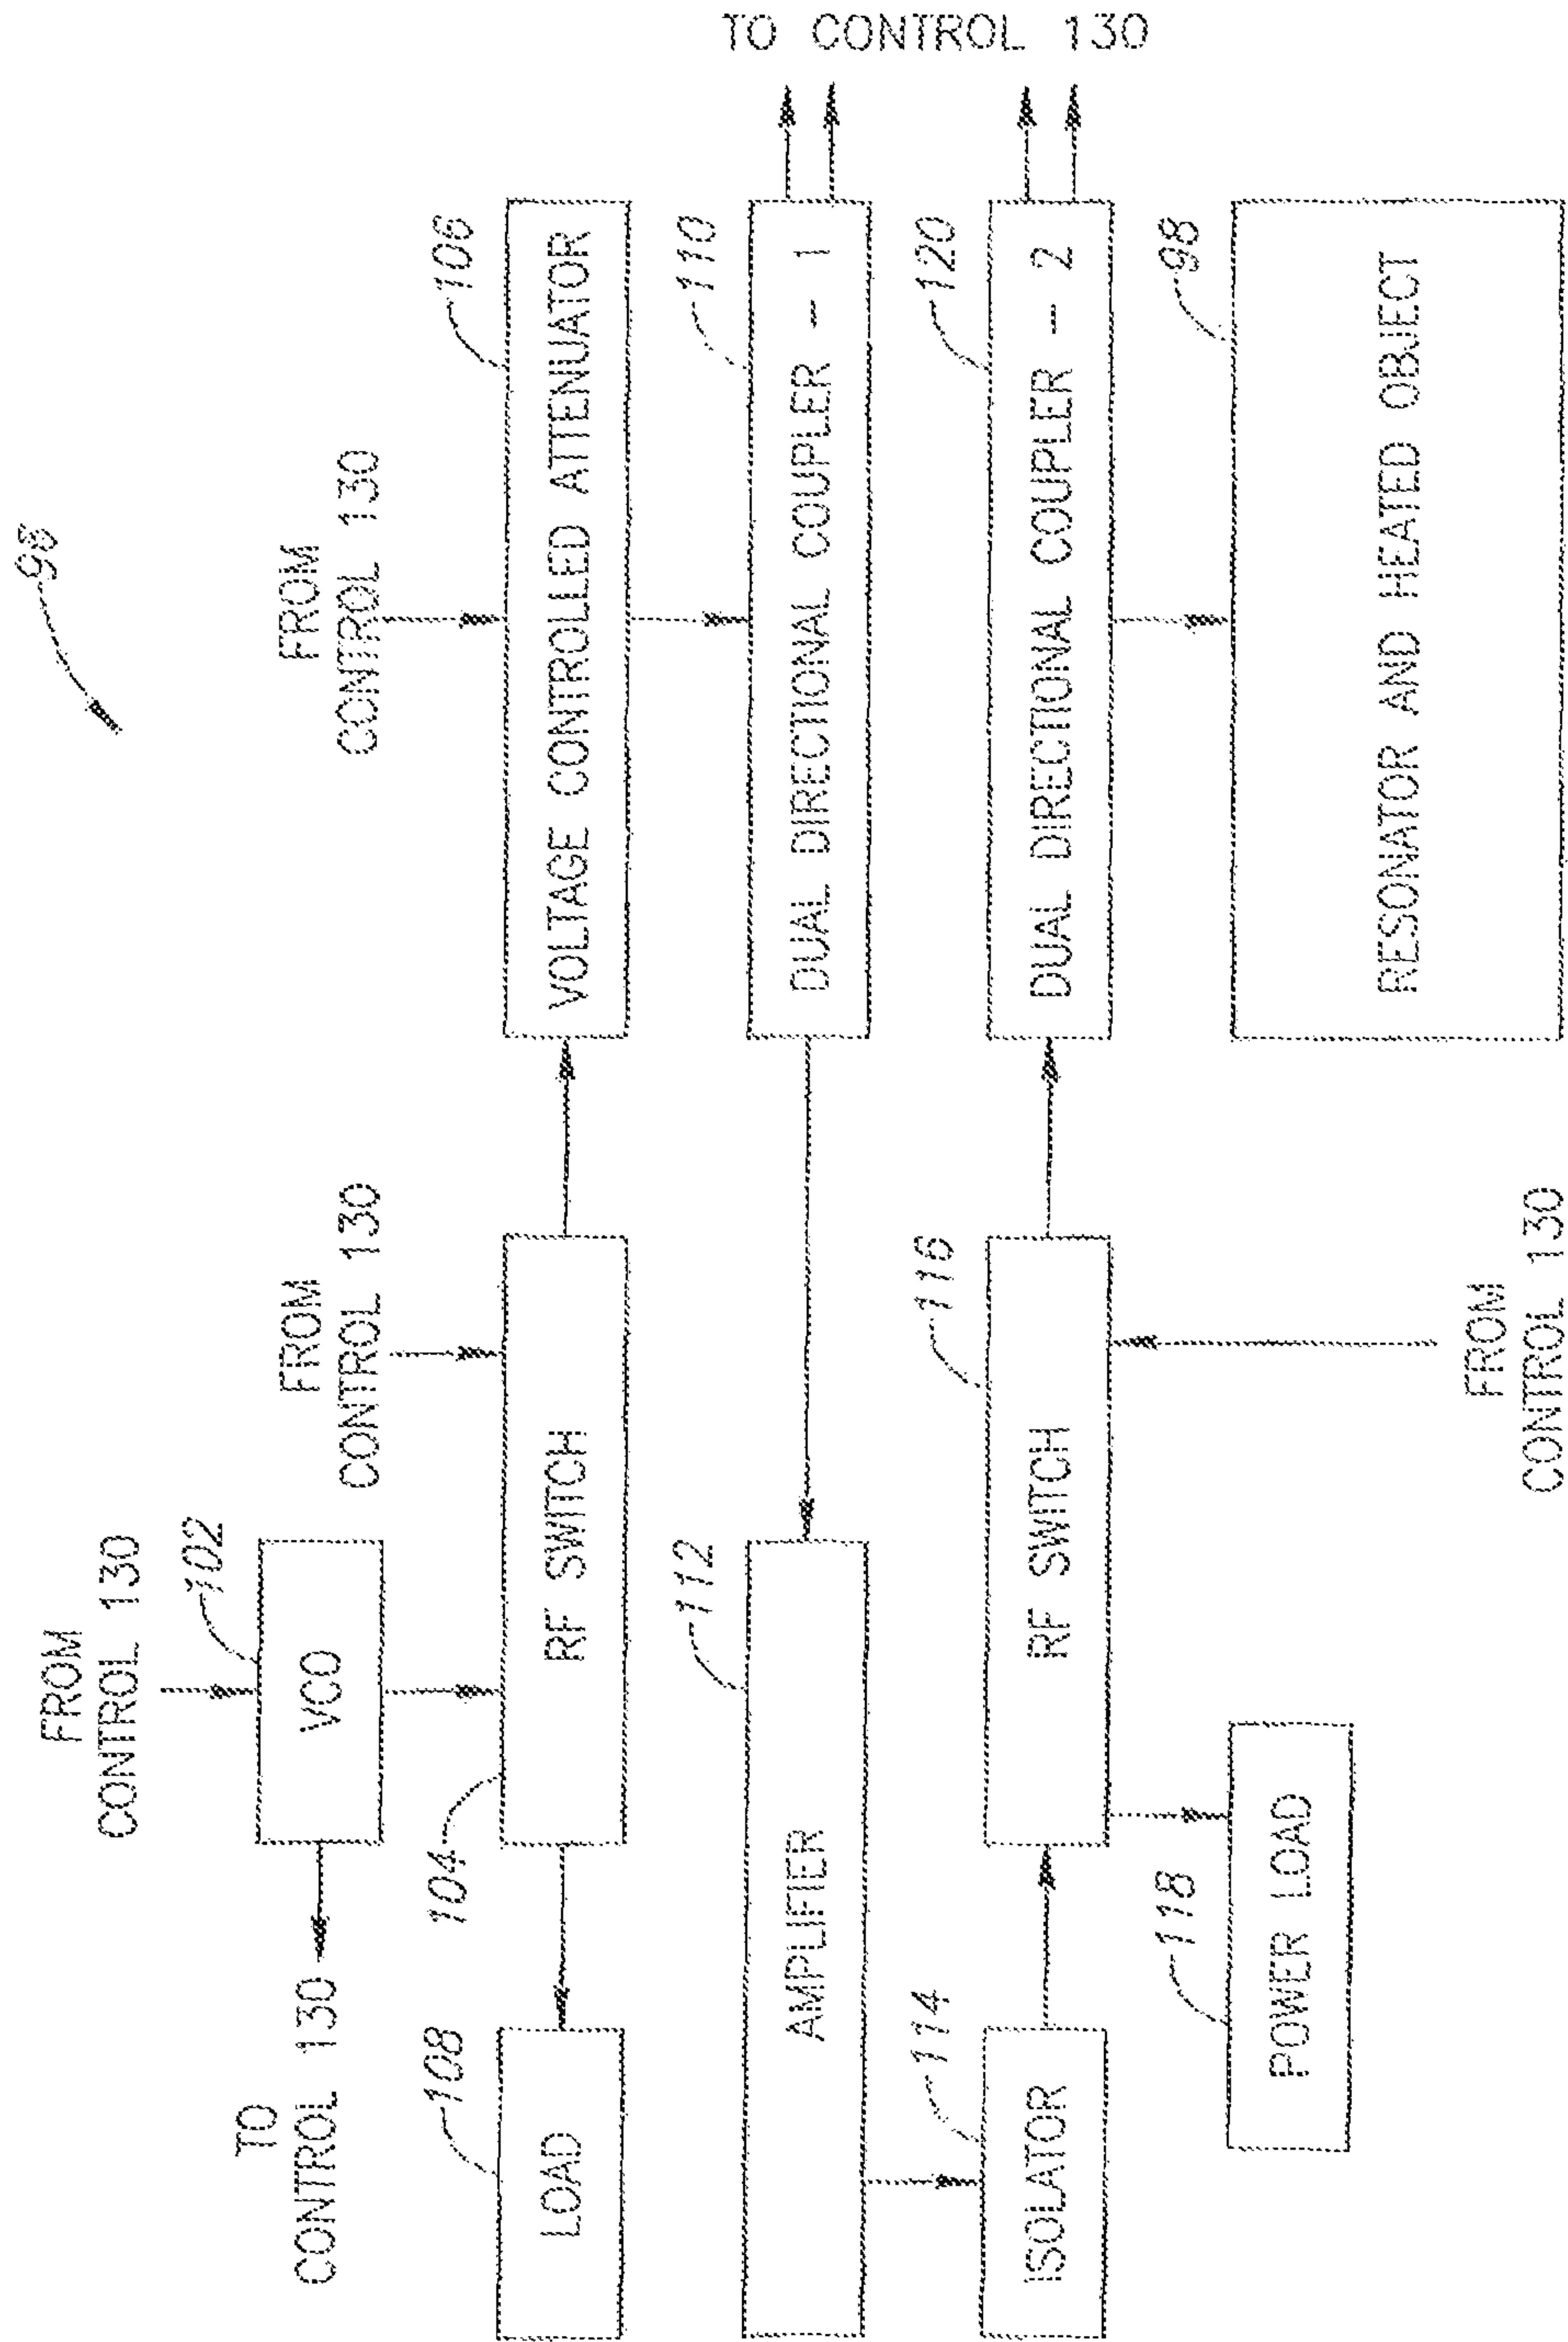 98
FROM
CONTROL 130
102
VCO
TO
CONTROL 130
FROM
CONTROL 130
FROM
CONTROL 130
108
LOAD
104
RF SWITCH
106
VOLTAGE CONTROLLED ATTENUATOR
112
AMPLIFIER
110
DUAL DIRECTIONAL COUPLER - 1
TO CONTROL 130
114
ISOLATOR
116
RF SWITCH
120
DUAL DIRECTIONAL COUPLER - 2
118
POWER LOAD
98
RESONATOR AND HEATED OBJECT
FROM
CONTROL 130